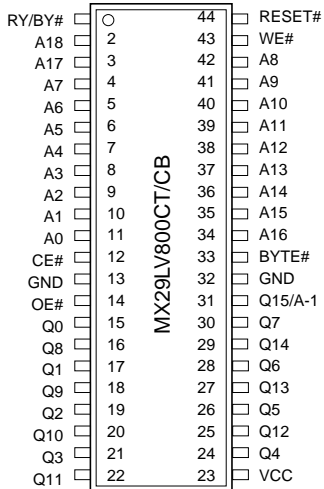 RY/BY# 44 RESET#
A18 2 43 WE#
A17 3 42 A8
A7 4 41 A9
A6 5 40 A10
A5 6 39 A11
A4 7 38 A12
A3 8 37 A13
A2 9 36 A14
A1 10 35 A15
A0 11 34 A16
CE# 12 33 BYTE#
GND 13 32 GND
OE# 14 31 Q15/A-1
Q0 15 30 Q7
Q8 16 29 Q14
Q1 17 28 Q6
Q9 18 27 Q13
Q2 19 26 Q5
Q10 20 25 Q12
Q3 21 24 Q4
Q11 22 23 VCC
MX29LV800CT/CB